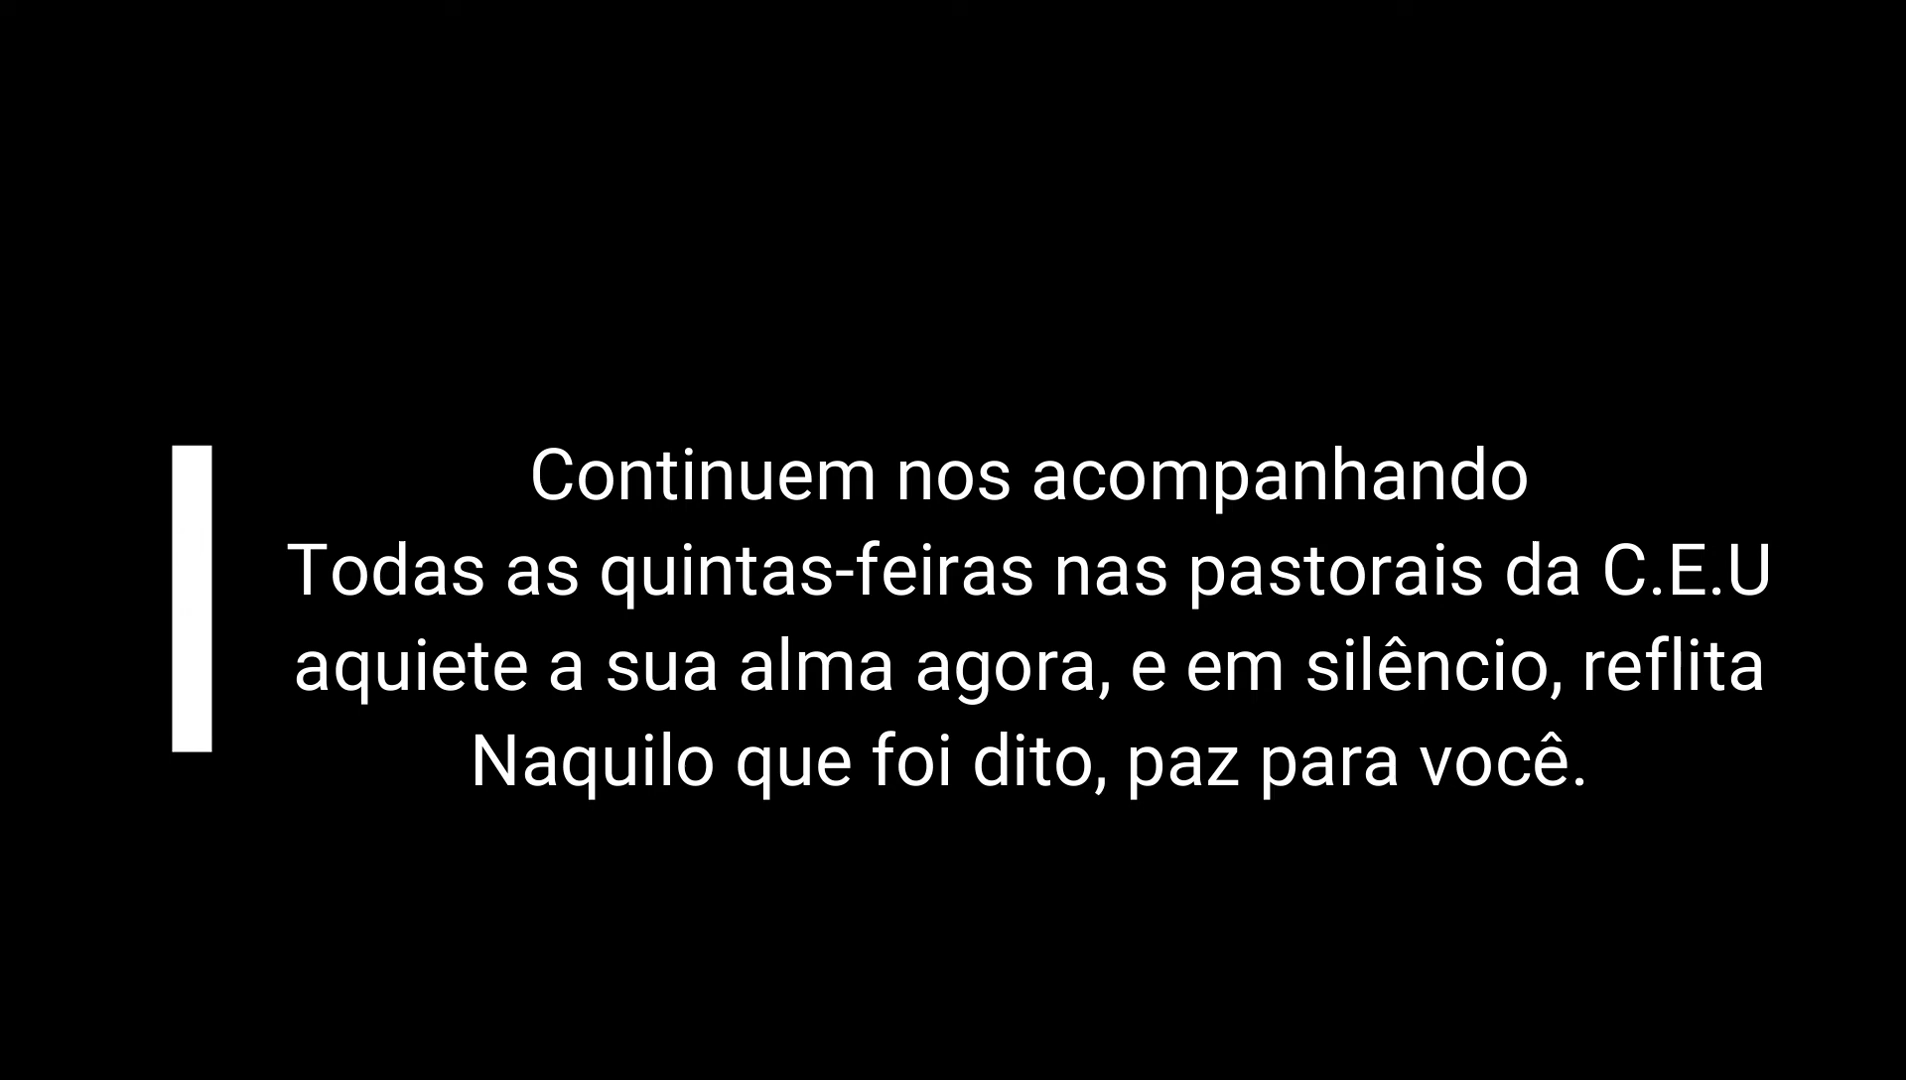 Continuem nos acompanhando
Todas as quintas-feiras nas pastorais da C.E.U
aquiete a sua alma agora, e em silêncio, reflita
Naquilo que foi dito, paz para você.